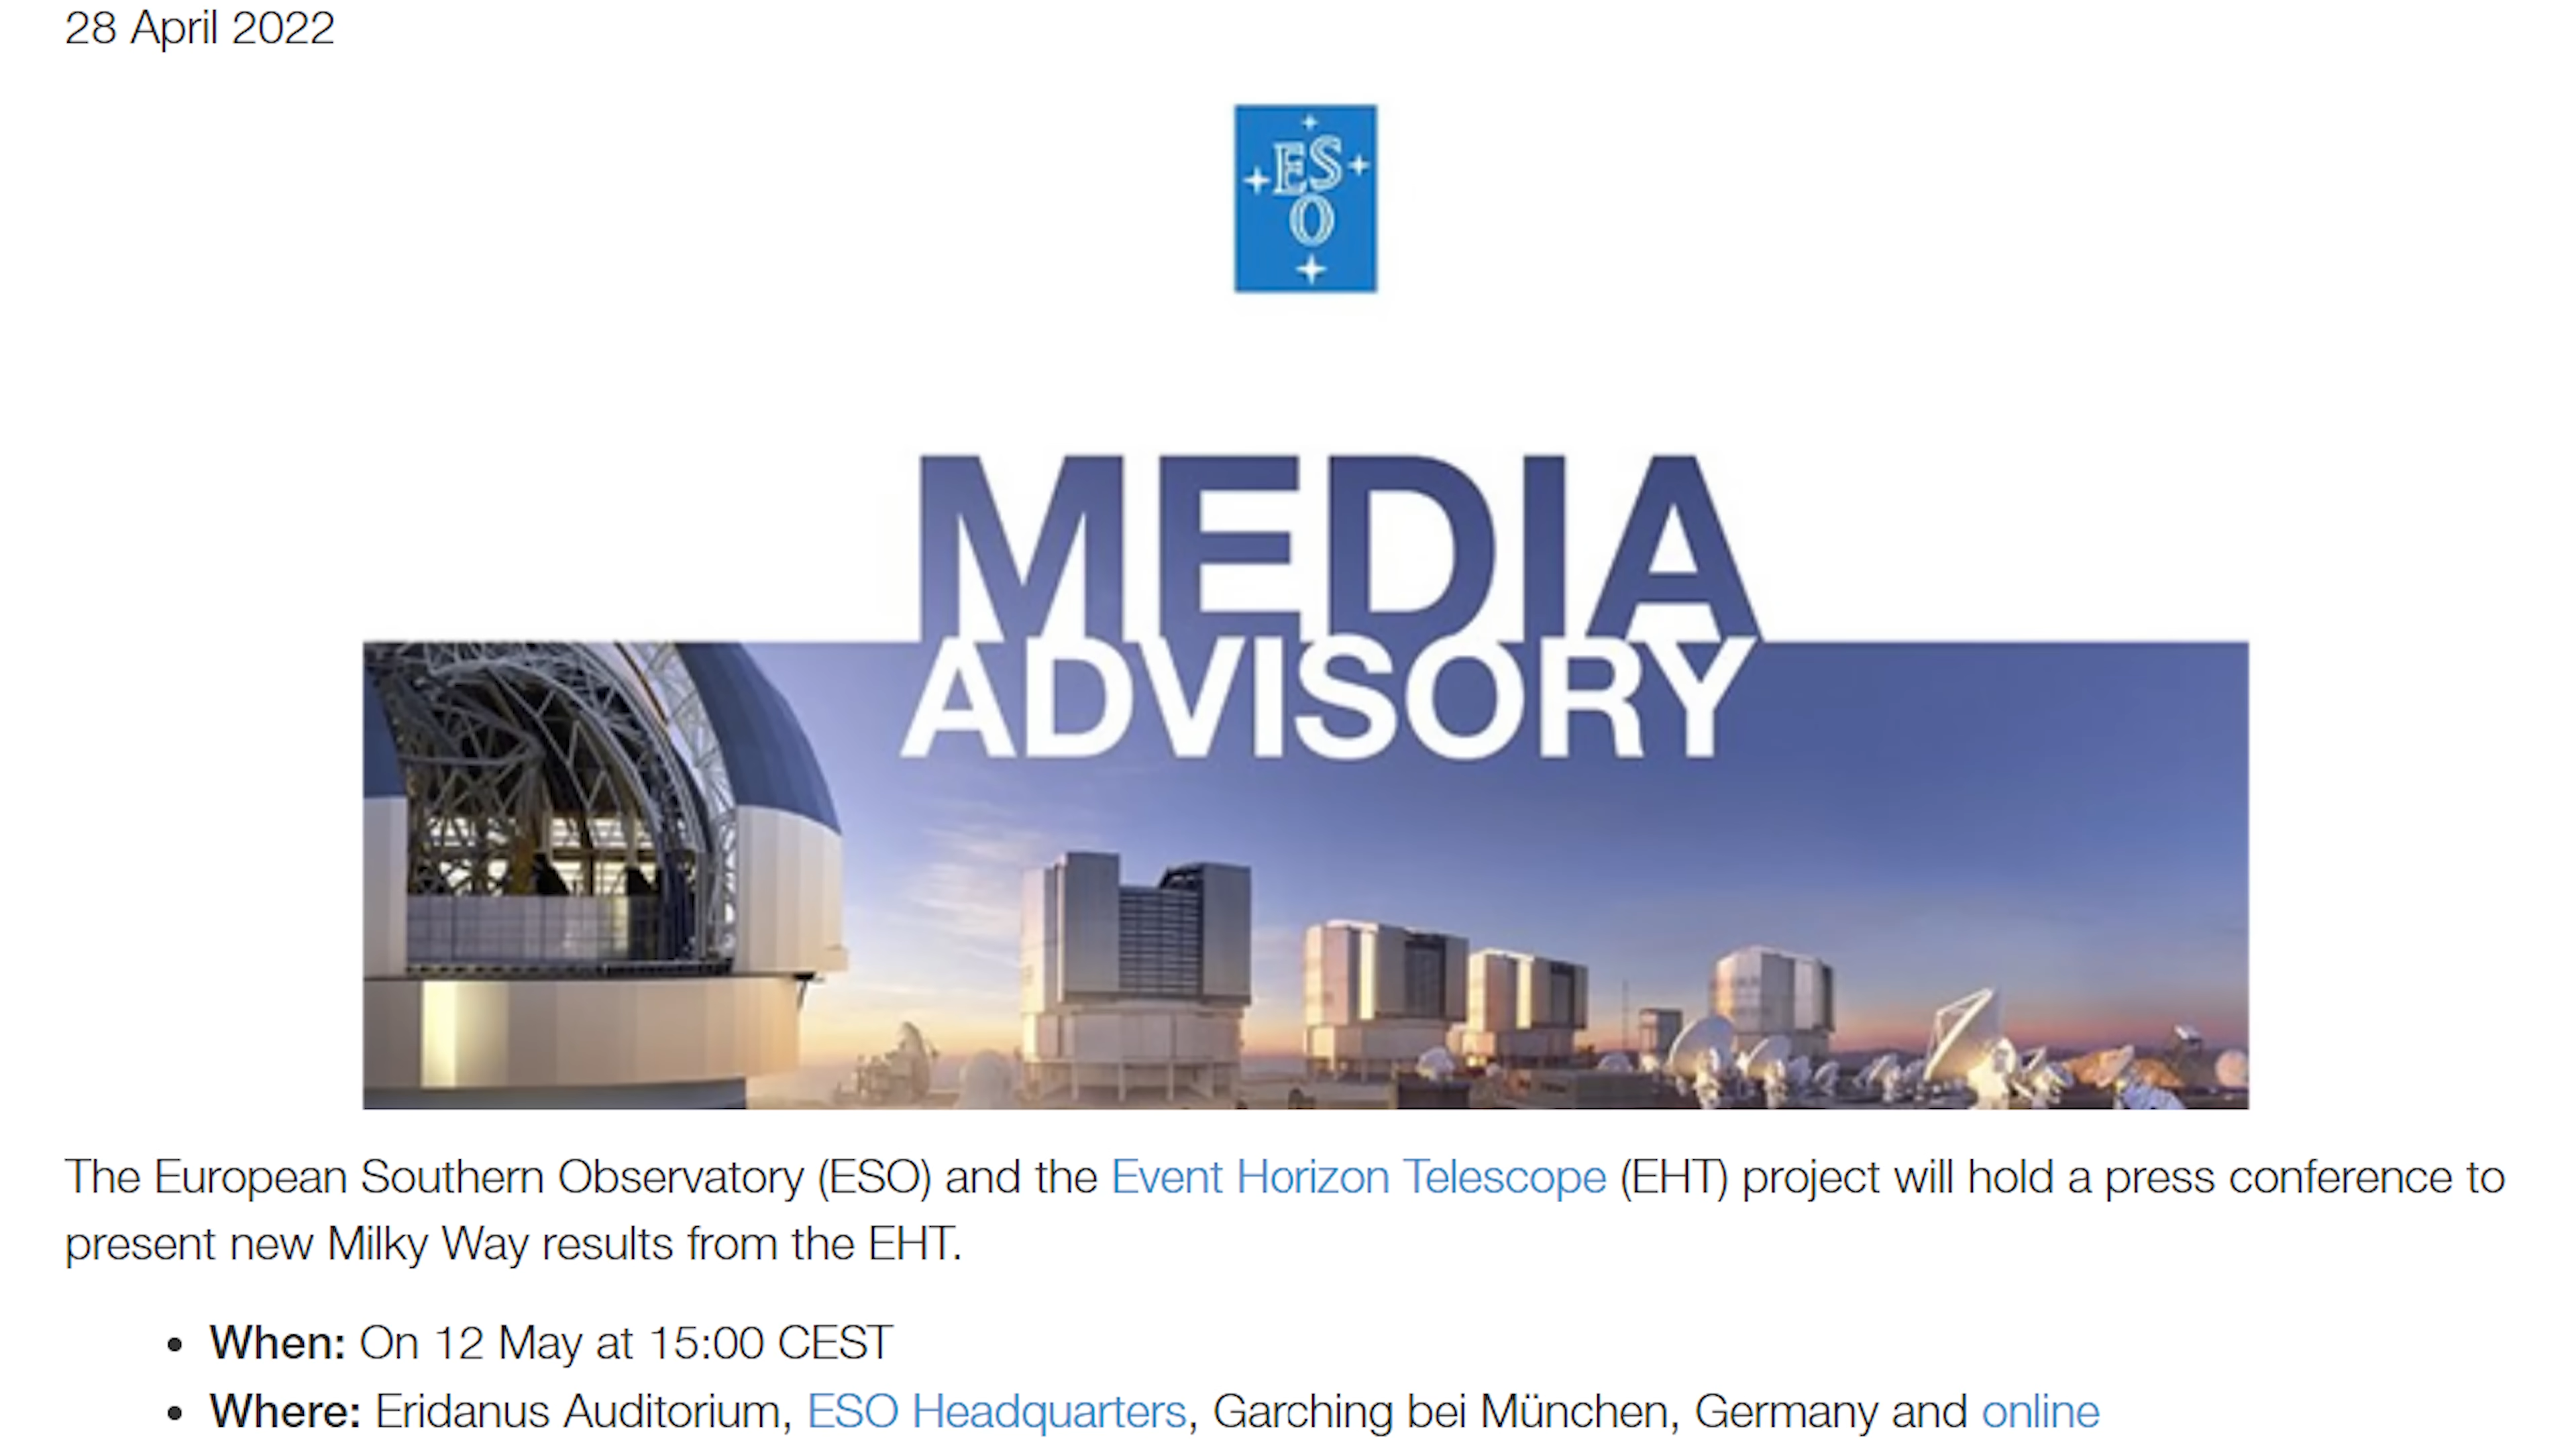 28 April 2022
ES
O
MEDIA
ADVISORY
The European Southern Observatory (ESO) and the Event Horizon Telescope (EHT) project will hold a press conference to
present new Milky Way results from the EHT.
• When: On 12 May at 15:00 CEST
• Where: Eridanus Auditorium, ESO Headquarters, Garching bei München, Germany and online